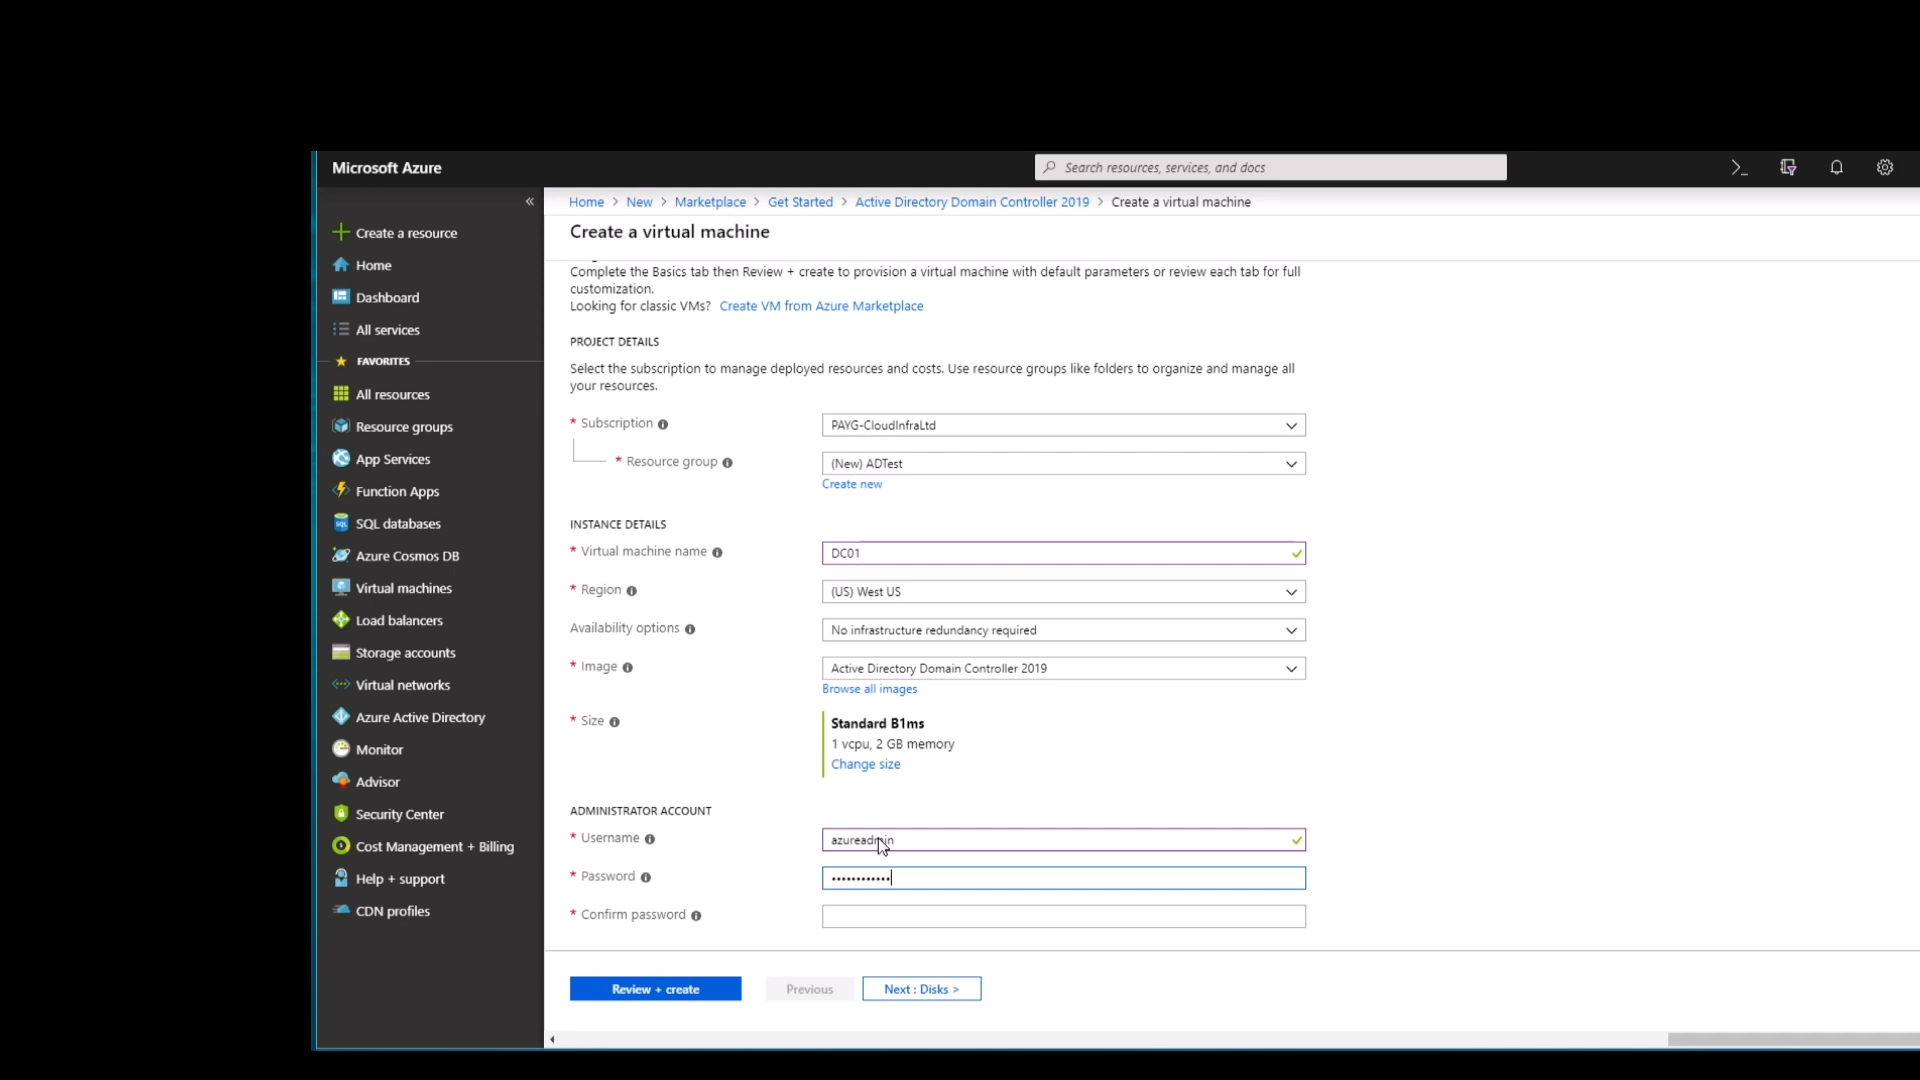 Microsoft Azure
Search resources, services, and docs
«
Create a resource
Home
Dashboard
All services
FAVORITES
All resources
Resource groups
App Services
Function Apps
SQL databases
Azure Cosmos DB
Virtual machines
Load balancers
Storage accounts
Virtual networks
Azure Active Directory
Monitor
Advisor
Security Center
Cost Management + Billing
Help + support
CDN profiles
Home > New > Marketplace > Get Started > Active Directory Domain Controller 2019 > Create a virtual machine
Create a virtual machine
Complete the Basics tab then Review + create to provision a virtual machine with default parameters or review each tab for full
customization.
Looking for classic VMs? Create VM from Azure Marketplace
PROJECT DETAILS
Select the subscription to manage deployed resources and costs. Use resource groups like folders to organize and manage all
your resources.
* Subscription
PAYG-CloudInfraLtd
* Resource group
(New) ADTest
Create new
INSTANCE DETAILS
* Virtual machine name
DC01
* Region
(US) West US
Availability options
No infrastructure redundancy required
* Image
Active Directory Domain Controller 2019
Browse all images
* Size
Standard B1ms
1 vcpu, 2 GB memory
Change size
ADMINISTRATOR ACCOUNT
* Username
azureadmin
* Password
••••••••••••
* Confirm password
Review + create
Previous
Next : Disks >